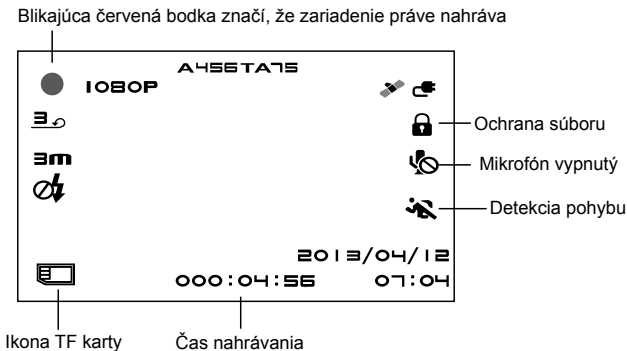 Blikajúca červená bodka značí, že zariadenie práve nahráva
A456TA75
1080P
3
Ochrana súboru
3m
Mikrofón vypnutý
Detekcia pohybu
2013/04/12
000:04:56 07:04
Ikona TF karty
Čas nahrávania